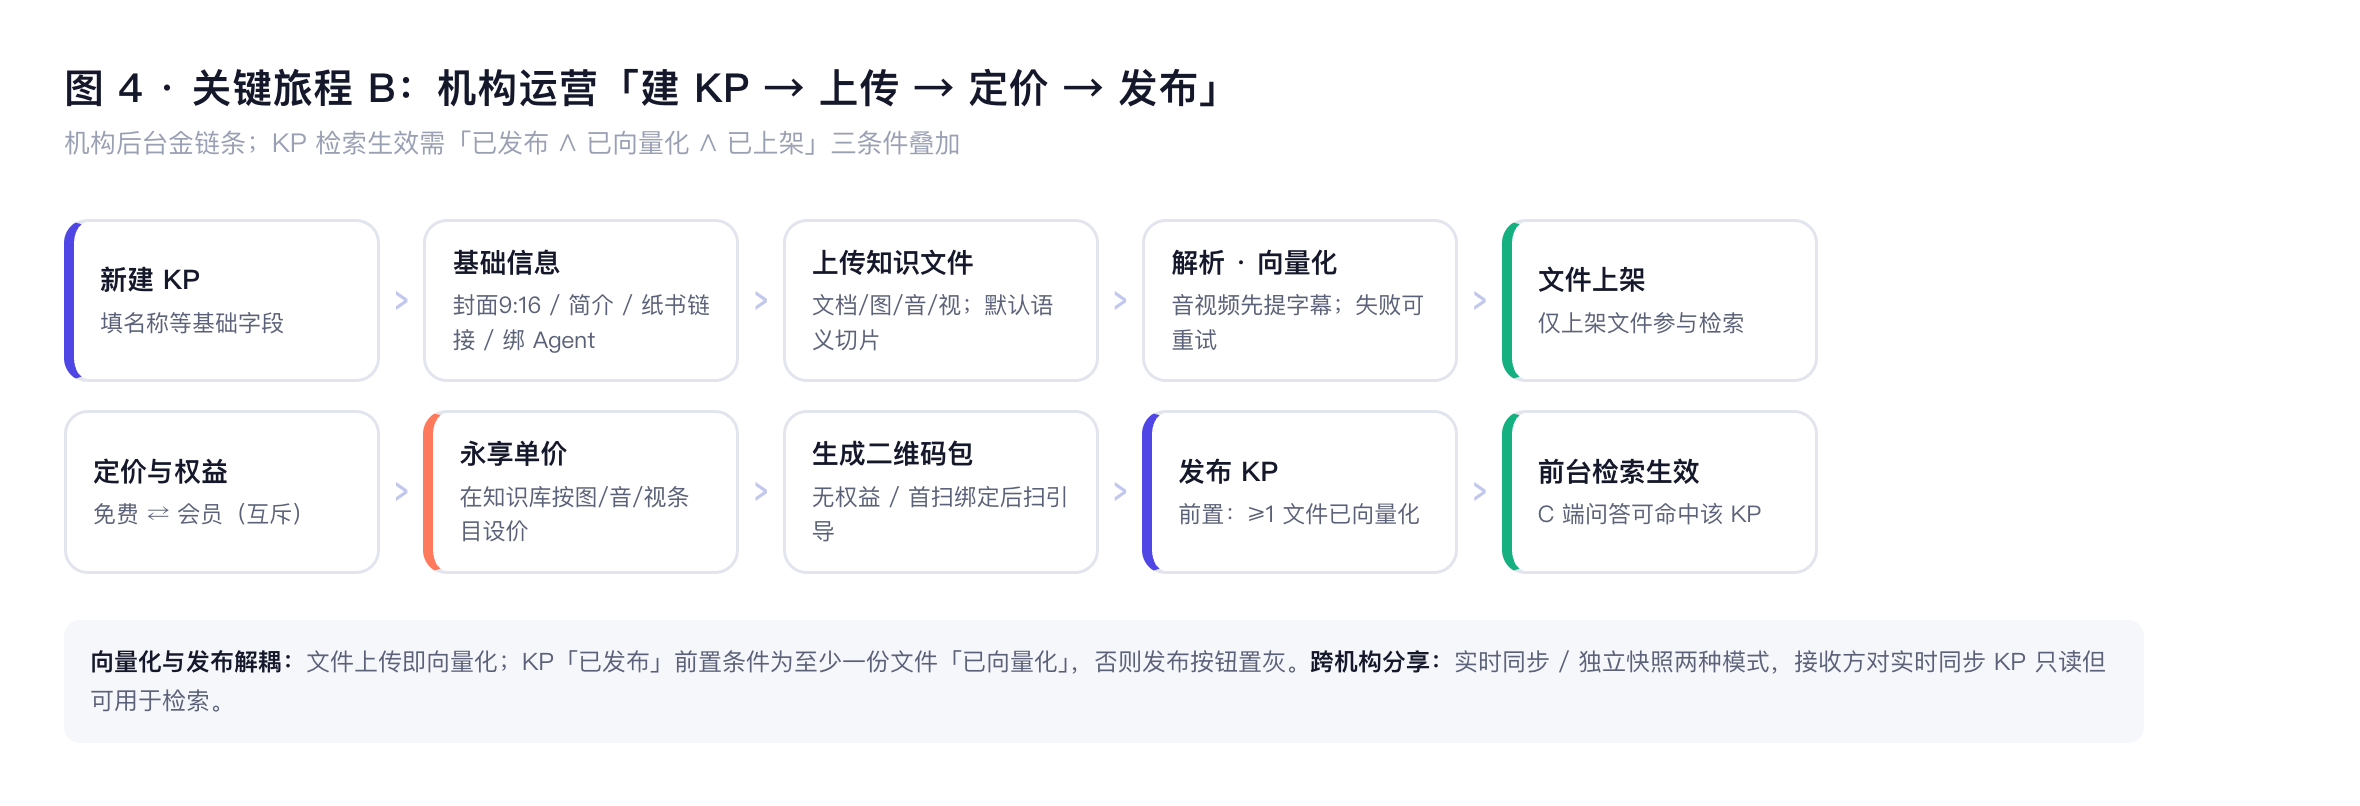 图 4 · 关键旅程 B：机构运营「建 KP → 上传 → 定价 → 发布」
机构后台金链条；KP 检索生效需「已发布 ∧ 已向量化 ∧ 已上架」三条件叠加
新建 KP
填名称等基础字段
›
基础信息
封面9:16 / 简介 / 纸书链
接 / 绑 Agent
›
上传知识文件
文档/图/音/视；默认语
义切片
›
解析 · 向量化
音视频先提字幕；失败可
重试
›
文件上架
仅上架文件参与检索
定价与权益
免费 ⇄ 会员（互斥）
›
永享单价
在知识库按图/音/视条
目设价
›
生成二维码包
无权益 / 首扫绑定后扫引
导
›
发布 KP
前置：≥1 文件已向量化
›
前台检索生效
C 端问答可命中该 KP
向量化与发布解耦：文件上传即向量化；KP「已发布」前置条件为至少一份文件「已向量化」，否则发布按钮置灰。跨机构分享：实时同步 / 独立快照两种模式，接收方对实时同步 KP 只读但
可用于检索。